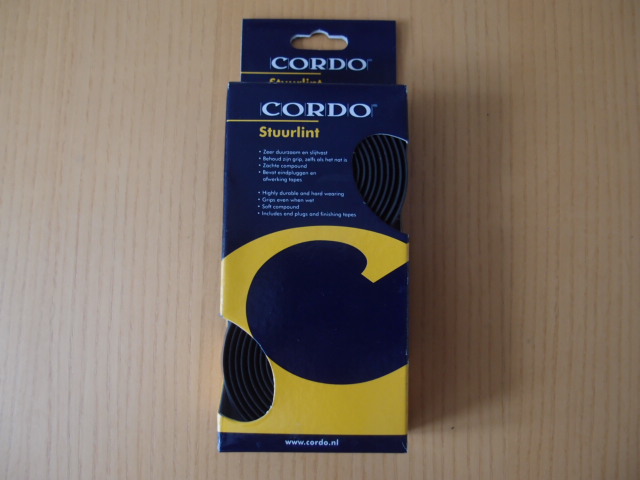 CORDO
Stuurlint
CORDO
Stuurlint
• Zeer duurzaam en slijtvast
• Behoud zijn grip, zelfs als het nat is
• Zachte compound
• Bevat eindpluggen en
afwerking tapes
• Highly durable and hard wearing
• Grips even when wet
• Soft compound
• Includes end plugs and finishing tapes
www.cordo.nl